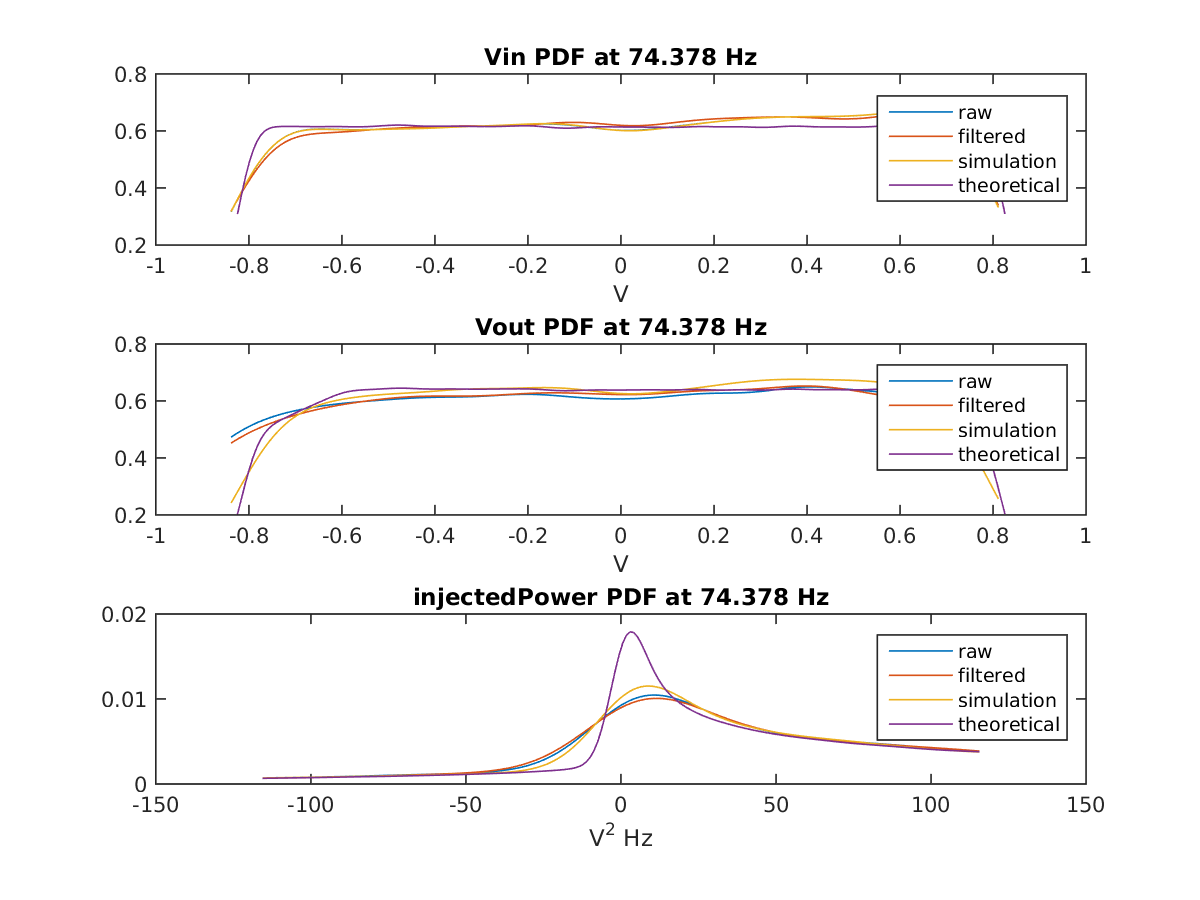 Vin PDF at 74.378 Hz
0.8
0.6
0.4
0.2
raw
filtered
simulation
theoretical
-1 -0.8 -0.6 -0.4 -0.2 0 0.2 0.4 0.6 0.8 1
V
Vout PDF at 74.378 Hz
0.8
0.6
0.4
0.2
raw
filtered
simulation
theoretical
-1 -0.8 -0.6 -0.4 -0.2 0 0.2 0.4 0.6 0.8 1
V
injectedPower PDF at 74.378 Hz
0.02
0.01
0
raw
filtered
simulation
theoretical
-150 -100 -50 0 50 100 150
V² Hz